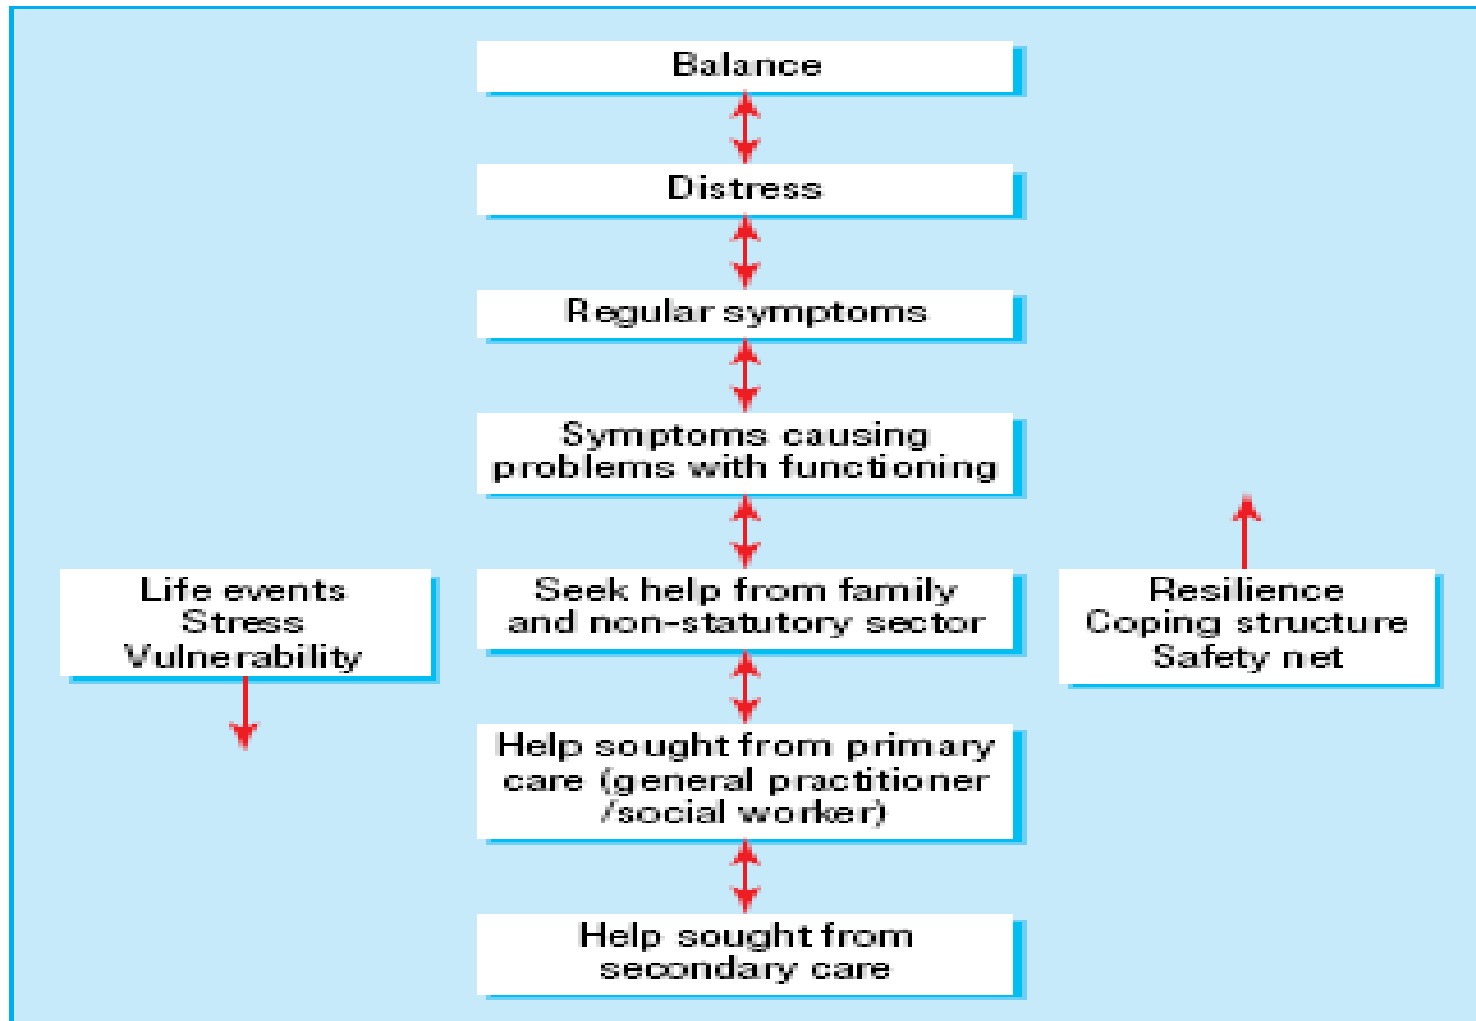 Balance
Distress
Regular symptoms
Symptoms causing
problems with functioning
Life events
Stress
Vulnerability
Seek help from family
and non-statutory sector
Resilience
Coping structure
Safety net
Help sought from primary
care (general practitioner
/social worker)
Help sought from
secondary care